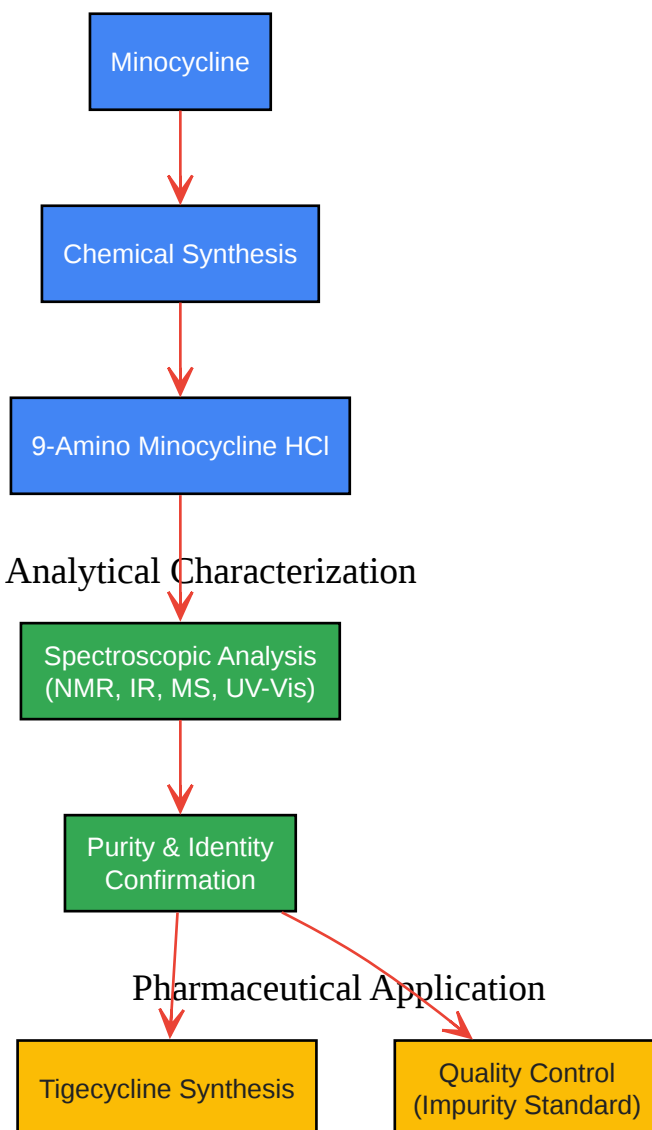 Minocycline
Chemical Synthesis
9-Amino Minocycline HCl
Analytical Characterization
Spectroscopic Analysis
(NMR, IR, MS, UV-Vis)
Purity & Identity
Confirmation
Pharmaceutical Application
Tigecycline Synthesis
Quality Control
(Impurity Standard)